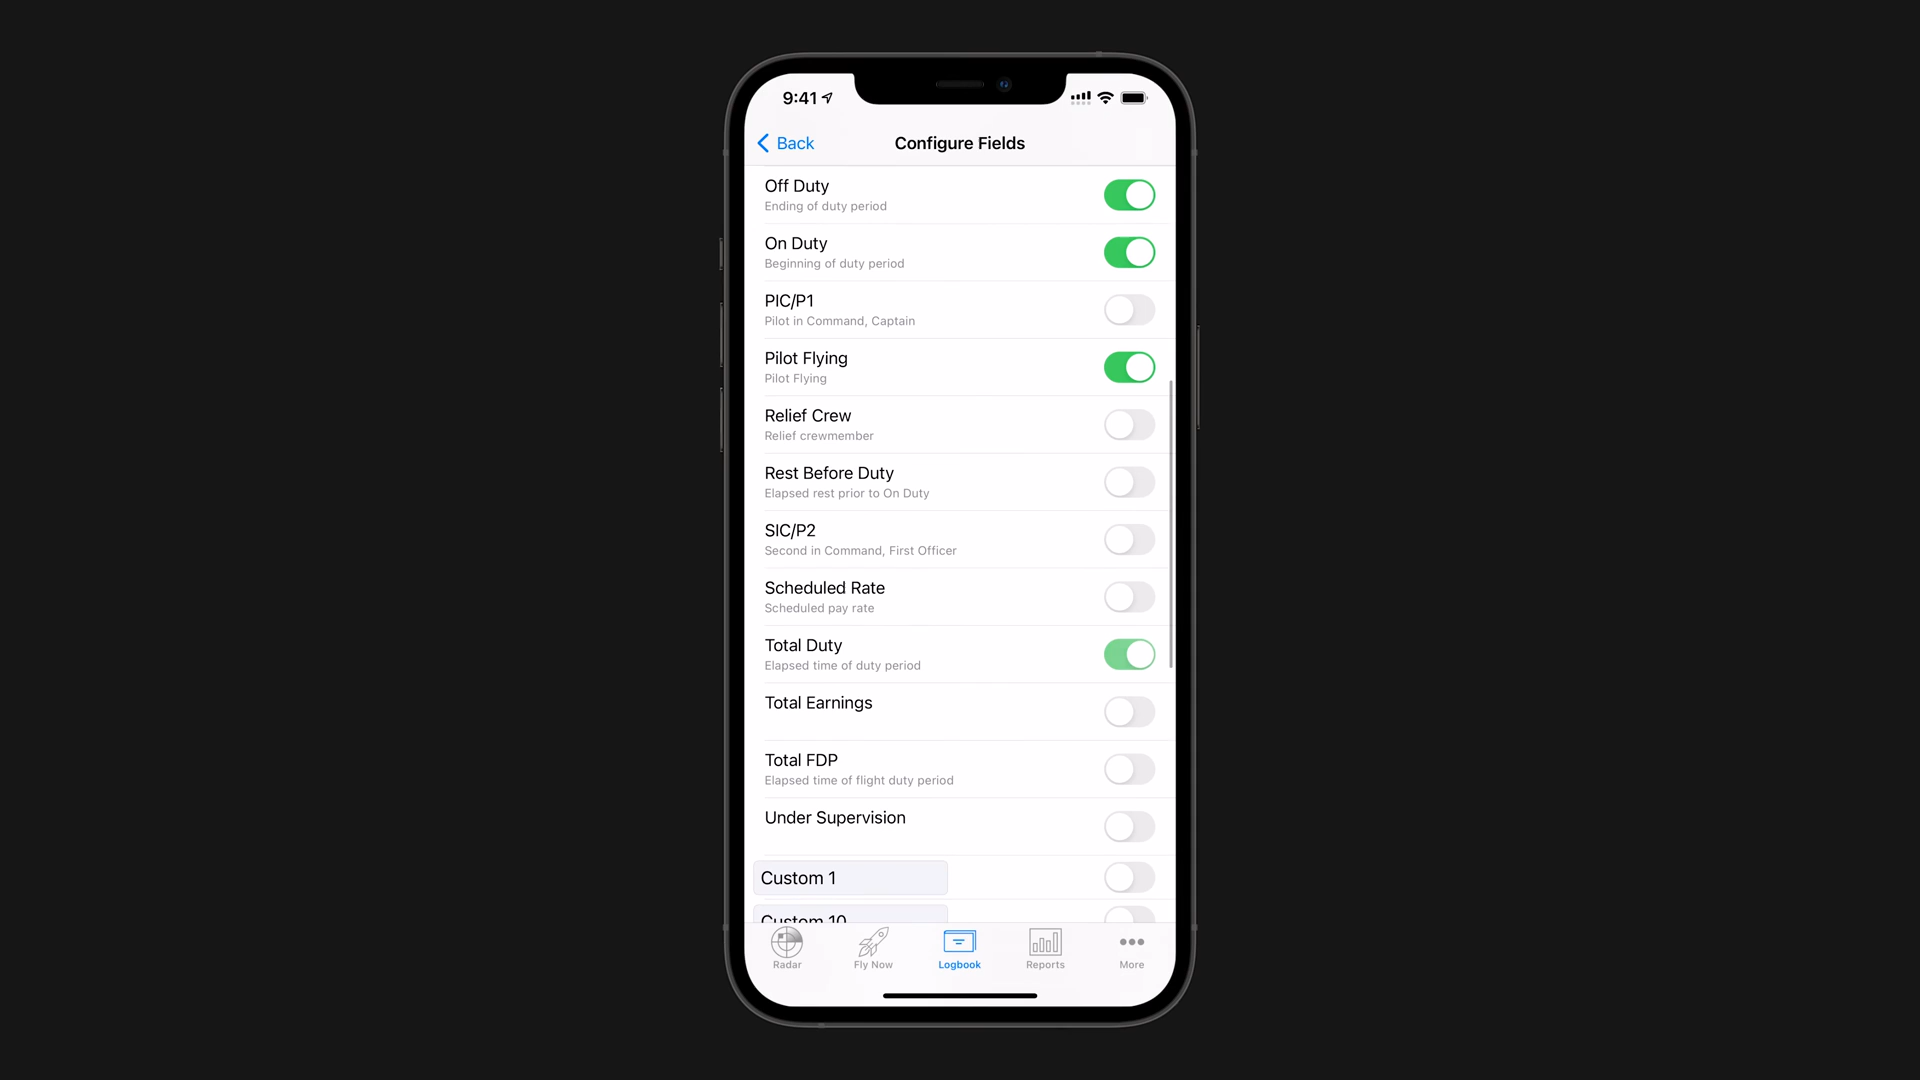 9:41
Back
Configure Fields
Off Duty
Ending of duty period
On Duty
Beginning of duty period
PIC/P1
Pilot in Command, Captain
Pilot Flying
Pilot Flying
Relief Crew
Relief crewmember
Rest Before Duty
Elapsed rest prior to On Duty
SIC/P2
Second in Command, First Officer
Scheduled Rate
Scheduled pay rate
Total Duty
Elapsed time of duty period
Total Earnings
Total FDP
Elapsed time of flight duty period
Under Supervision
Custom 1
Custom 10
Radar
Fly Now
Logbook
Reports
More